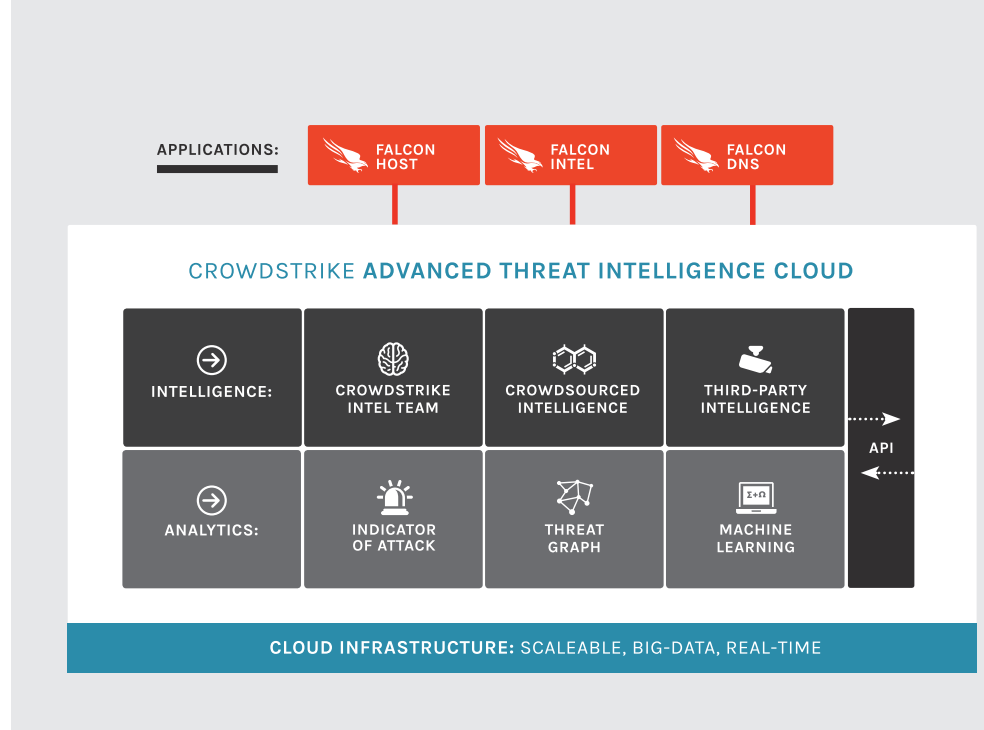 APPLICATIONS:
FALCON
HOST
FALCON
INTEL
FALCON
DNS
CROWDSTRIKE ADVANCED THREAT INTELLIGENCE CLOUD
INTELLIGENCE:
CROWDSTRIKE
INTEL TEAM
CROWDSOURCED
INTELLIGENCE
THIRD-PARTY
INTELLIGENCE
API
ANALYTICS:
INDICATOR
OF ATTACK
THREAT
GRAPH
Σ+Ω
MACHINE
LEARNING
CLOUD INFRASTRUCTURE: SCALEABLE, BIG-DATA, REAL-TIME